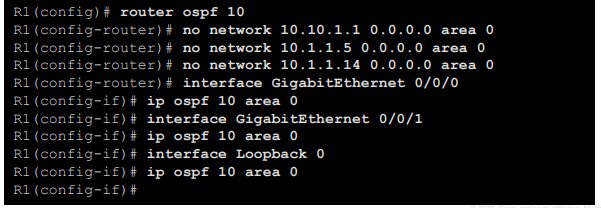 R1(config)# router ospf 10
R1(config-router)# no network 10.10.1.1 0.0.0.0 area 0
R1(config-router)# no network 10.1.1.5 0.0.0.0 area 0
R1(config-router)# no network 10.1.1.14 0.0.0.0 area 0
R1(config-router)# interface GigabitEthernet 0/0/0
R1(config-if)# ip ospf 10 area 0
R1(config-if)# interface GigabitEthernet 0/0/1
R1(config-if)# ip ospf 10 area 0
R1(config-if)# interface Loopback 0
R1(config-if)# ip ospf 10 area 0
R1(config-if)#